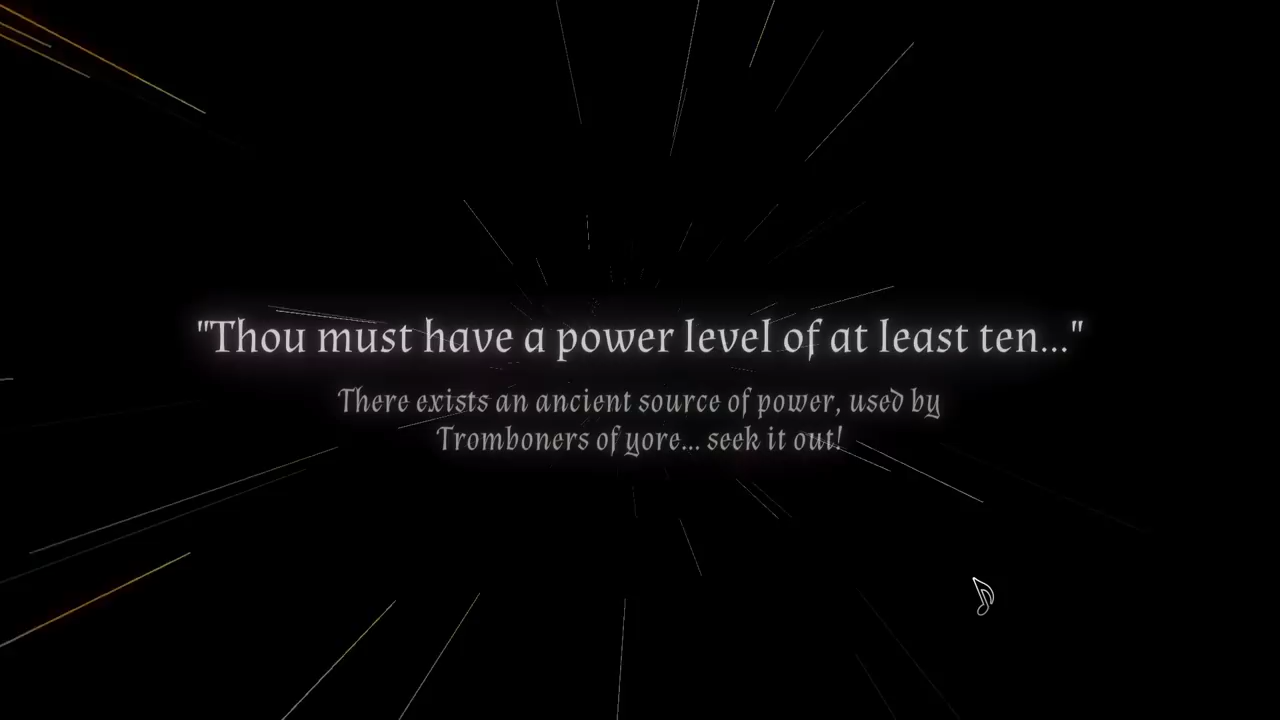 "Thou must have a power level of at least ten..."
There exists an ancient source of power, used by
Tromboners of yore... seek it out!